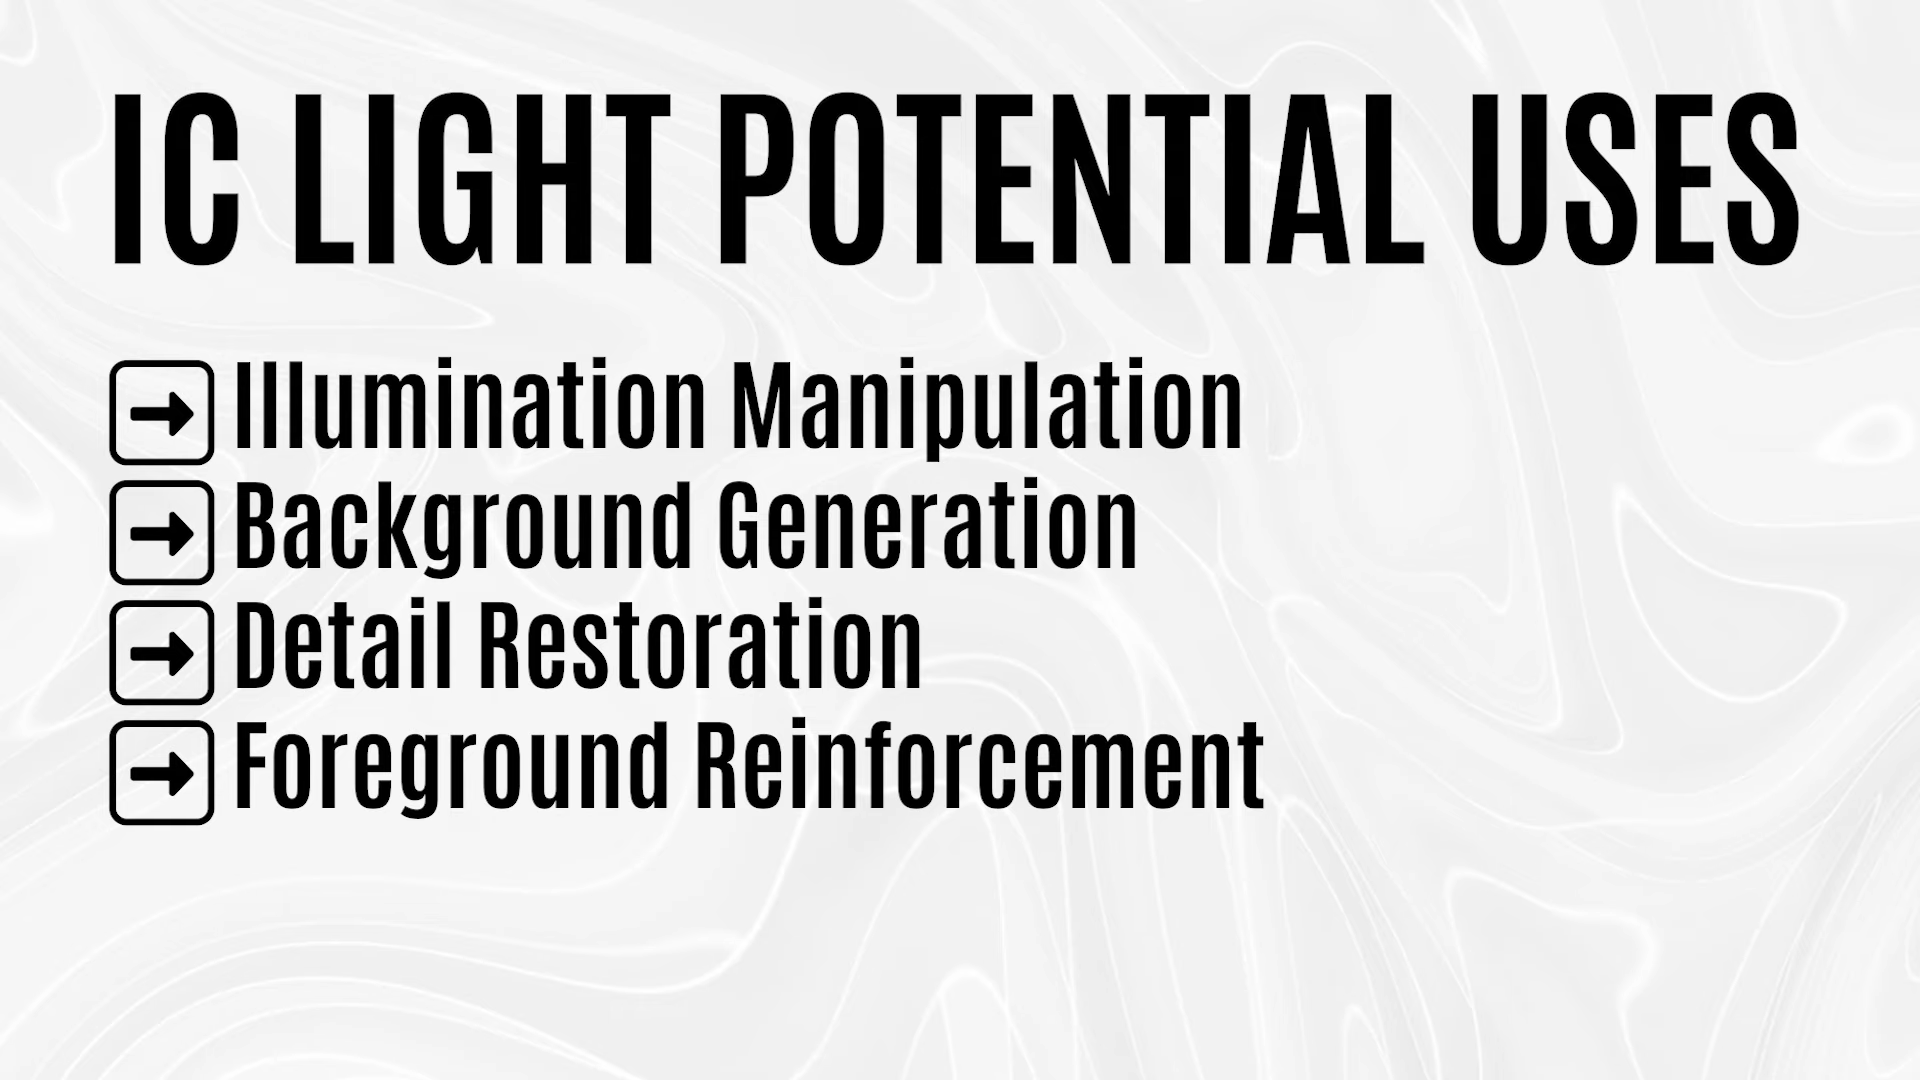 IC LIGHT POTENTIAL USES
Illumination Manipulation
Background Generation
Detail Restoration
Foreground Reinforcement